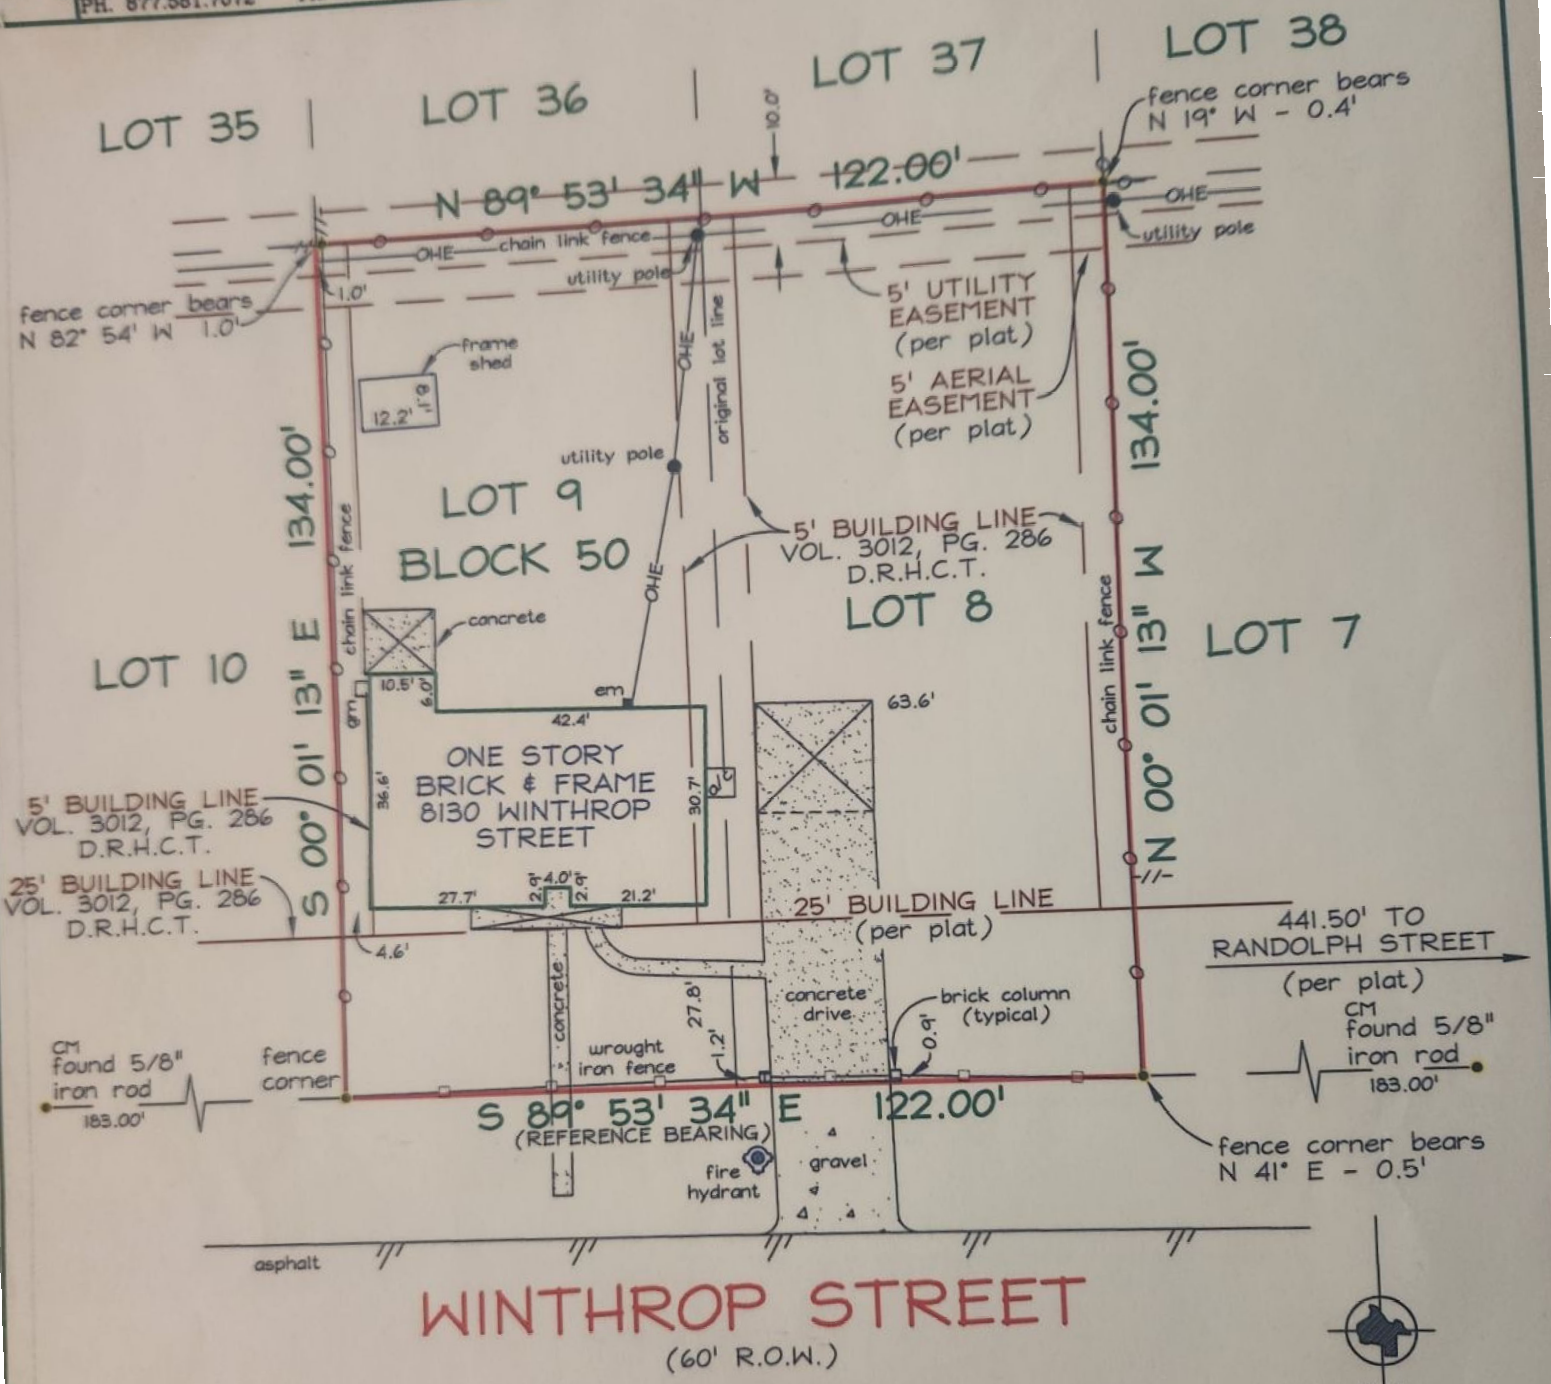 LOT 35
LOT 36
LOT 37
LOT 38
fence corner bears
N 19° W - 0.4'
10.0'
N 89° 53' 34" W 122.00'
OHE
chain link fence
OHE
OHE
utility pole
utility pole
fence corner bears
N 82° 54' W 1.0'
1.0'
5' UTILITY
EASEMENT
(per plat)
frame
shed
12.2'
8.1'
OHE
original lot line
5' AERIAL
EASEMENT
(per plat)
134.00'
134.00'
utility pole
LOT 9
BLOCK 50
chain link fence
5' BUILDING LINE
VOL. 3012, PG. 286
D.R.H.C.T.
OHE
LOT 8
concrete
LOT 10
LOT 7
S 00° 01' 13" E
N 00° 01' 13" W
chain link fence
10.5'
6.0'
gm
em
42.4'
63.6'
ONE STORY
BRICK & FRAME
8130 WINTHROP
STREET
36.6'
30.7'
5' BUILDING LINE
VOL. 3012, PG. 286
D.R.H.C.T.
25' BUILDING LINE
VOL. 3012, PG. 286
D.R.H.C.T.
27.7'
2.9'
4.0'
2.9'
21.2'
25' BUILDING LINE
(per plat)
4.6'
441.50' TO
RANDOLPH STREET
(per plat)
concrete
27.8'
concrete
drive
brick column
(typical)
0.9'
1.2'
CM
found 5/8"
iron rod
183.00'
fence
corner
wrought
iron fence
CM
found 5/8"
iron rod
183.00'
S 89° 53' 34" E 122.00'
(REFERENCE BEARING)
fire
hydrant
gravel
fence corner bears
N 41° E - 0.5'
asphalt
WINTHROP STREET
(60' R.O.W.)